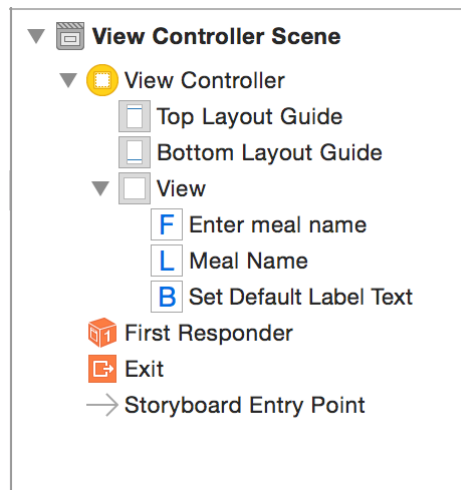 View Controller Scene
View Controller
Top Layout Guide
Bottom Layout Guide
View
F Enter meal name
L Meal Name
B Set Default Label Text
1 First Responder
Exit
Storyboard Entry Point